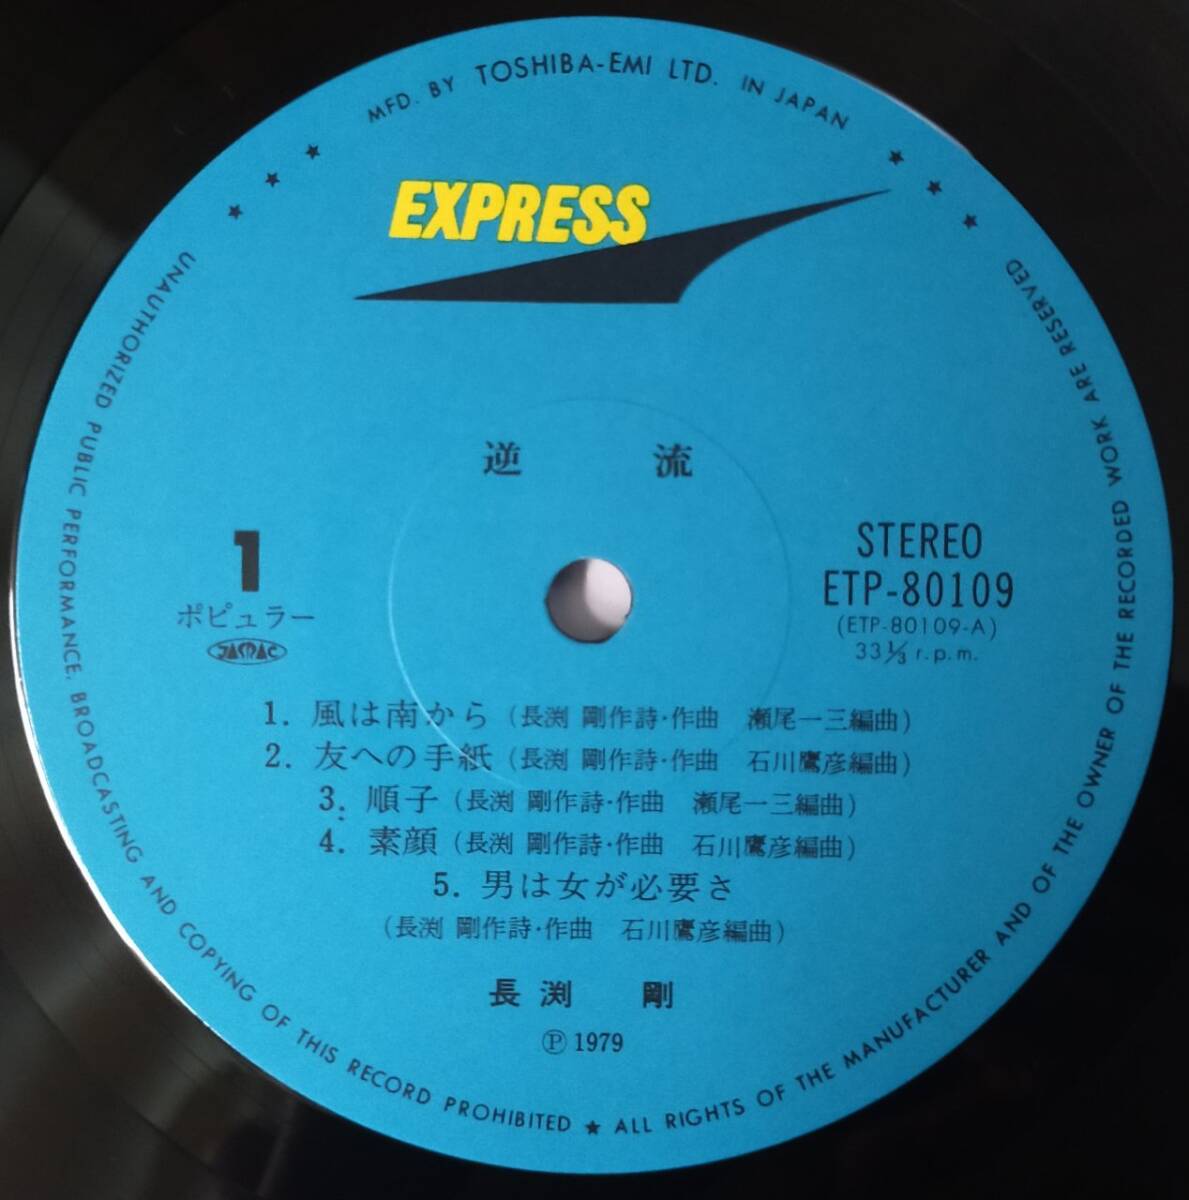 MFD. BY TOSHIBA-EMI LTD. IN JAPAN
EXPRESS
逆 流
1
ポピュラー
JASRAC
STEREO
ETP-80109
(ETP-80109-A)
33⅓ r.p.m.
1. 風は南から (長渕 剛作詩・作曲 瀬尾一三編曲)
2. 友への手紙 (長渕 剛作詩・作曲 石川鷹彦編曲)
3. 順子 (長渕 剛作詩・作曲 瀬尾一三編曲)
4. 素顔 (長渕 剛作詩・作曲 石川鷹彦編曲)
5. 男は女が必要さ
(長渕 剛作詩・作曲 石川鷹彦編曲)
長渕 剛
Ⓟ 1979
★ ★ ★ UNAUTHORIZED PUBLIC PERFORMANCE, BROADCASTING AND COPYING OF THIS RECORD PROHIBITED ★ ALL RIGHTS OF THE MANUFACTURER AND OF THE OWNER OF THE RECORDED WORK ARE RESERVED ★ ★ ★